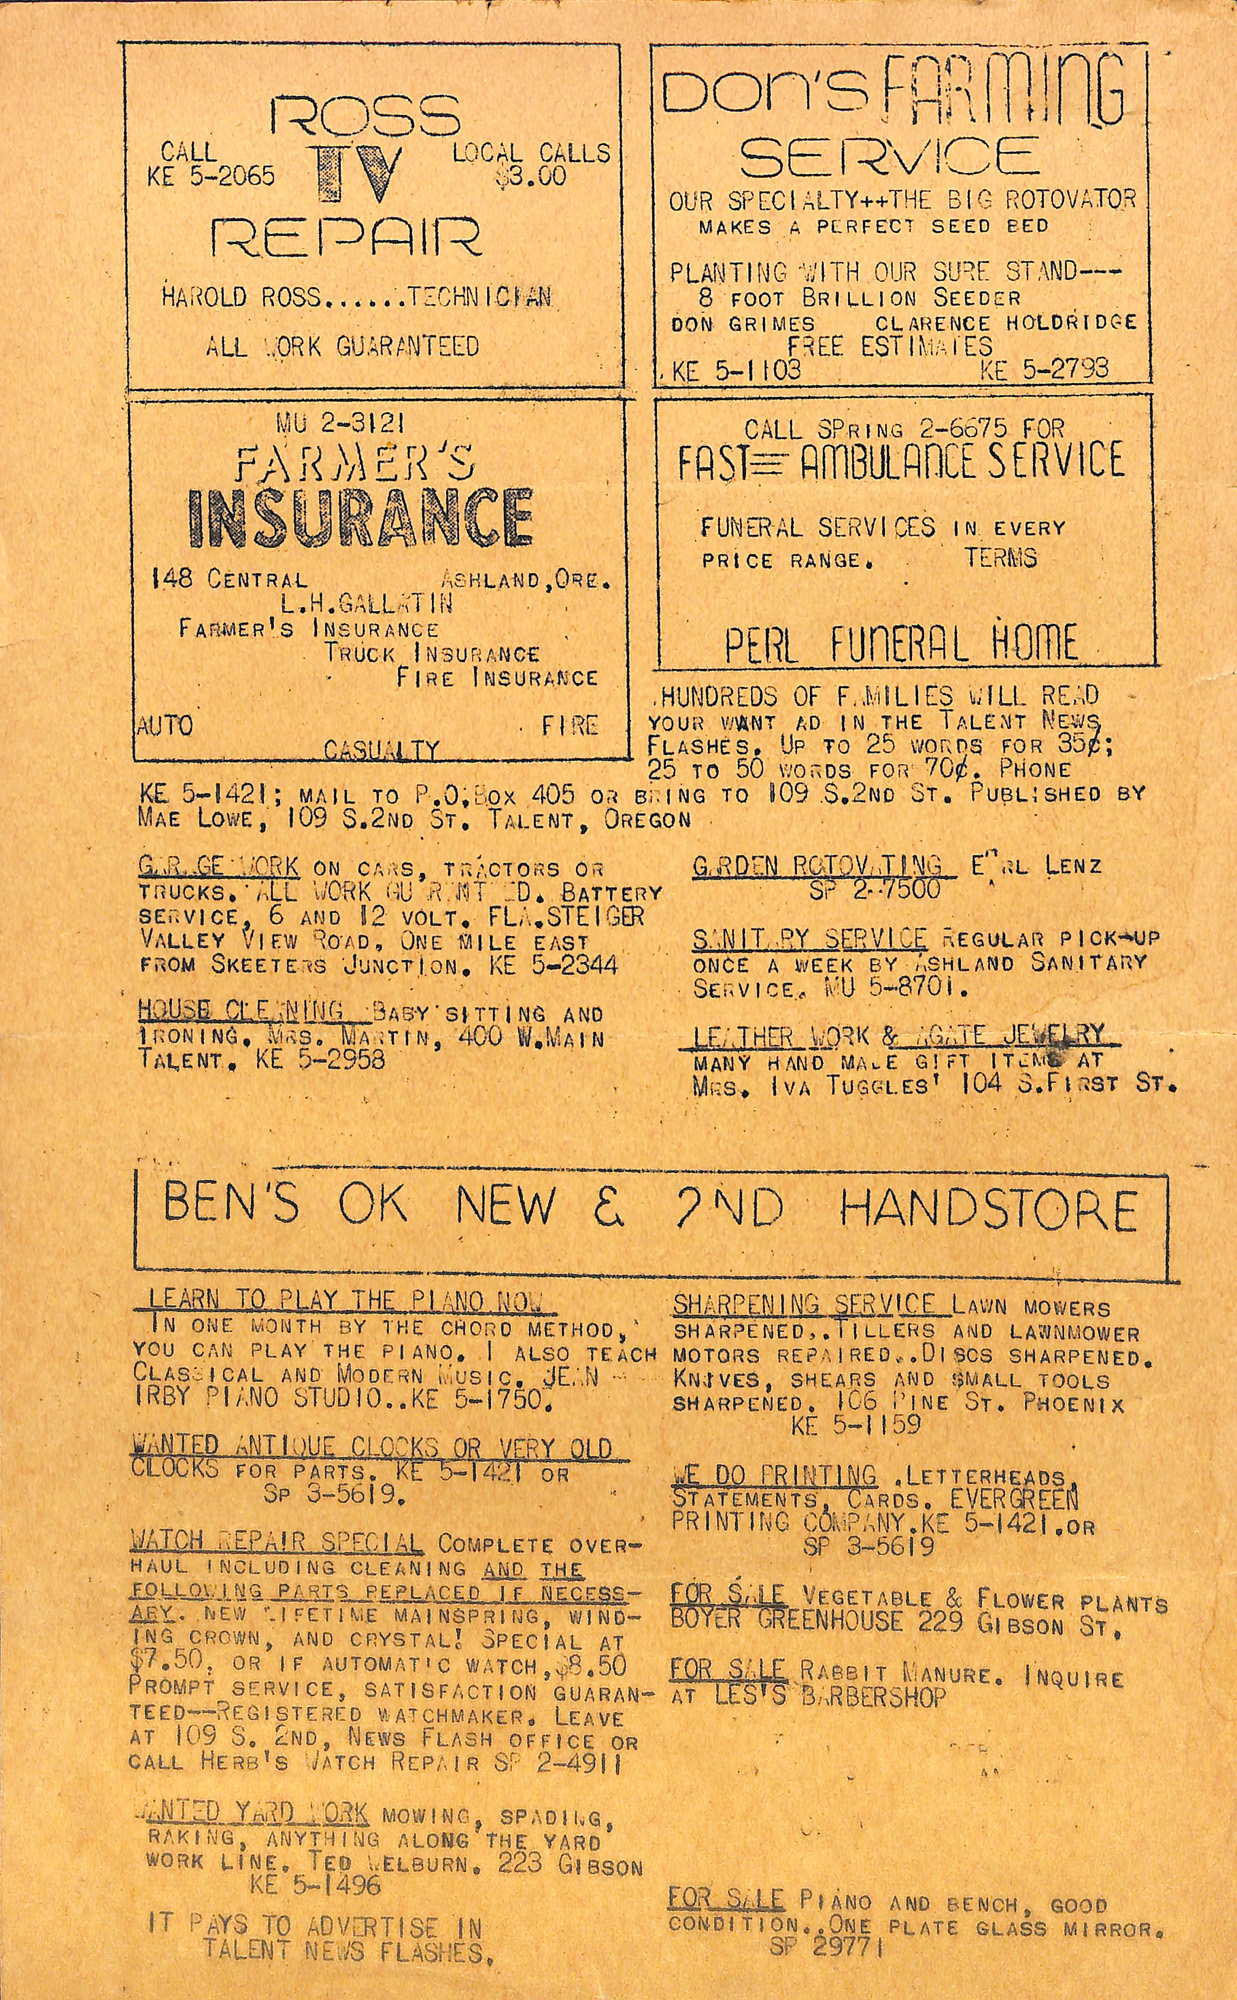 ROSS
CALL
KE 5-2065
TV
LOCAL CALLS
$3.00
REPAIR
HAROLD ROSS......TECHNICIAN
ALL WORK GUARANTEED
DON'S FARMING
SERVICE
OUR SPECIALTY++THE BIG ROTOVATOR
MAKES A PERFECT SEED BED
PLANTING WITH OUR SURE STAND---
8 FOOT BRILLION SEEDER
DON GRIMES CLARENCE HOLDRIDGE
FREE ESTIMATES
KE 5-1103 KE 5-2793
MU 2-3121
FARMER'S
INSURANCE
148 CENTRAL ASHLAND,ORE.
L.H.GALLATIN
FARMER'S INSURANCE
TRUCK INSURANCE
FIRE INSURANCE
AUTO FIRE
CASUALTY
CALL SPRING 2-6675 FOR
FAST AMBULANCE SERVICE
FUNERAL SERVICES IN EVERY
PRICE RANGE. TERMS
PERL FUNERAL HOME
HUNDREDS OF FAMILIES WILL READ
YOUR WANT AD IN THE TALENT NEWS
FLASHES. UP TO 25 WORDS FOR 35¢;
25 TO 50 WORDS FOR 70¢. PHONE
KE 5-1421; MAIL TO P.O.BOX 405 OR BRING TO 109 S.2ND ST. PUBLISHED BY
MAE LOWE, 109 S.2ND ST. TALENT, OREGON
GARAGE WORK ON CARS, TRACTORS OR
TRUCKS. ALL WORK GUARANTEED. BATTERY
SERVICE, 6 AND 12 VOLT. FLA.STEIGER
VALLEY VIEW ROAD, ONE MILE EAST
FROM SKEETERS JUNCTION. KE 5-2344
HOUSE CLEANING BABY SITTING AND
IRONING. MRS. MARTIN, 400 W.MAIN
TALENT. KE 5-2958
GARDEN ROTOVATING EARL LENZ
SP 2-7500
SANITARY SERVICE REGULAR PICK-UP
ONCE A WEEK BY ASHLAND SANITARY
SERVICE. MU 5-8701.
LEATHER WORK & AGATE JEWELRY
MANY HAND MADE GIFT ITEMS AT
MRS. IVA TUGGLES' 104 S.FIRST ST.
BEN'S OK NEW & 2ND HANDSTORE
LEARN TO PLAY THE PIANO NOW
IN ONE MONTH BY THE CHORD METHOD,
YOU CAN PLAY THE PIANO. I ALSO TEACH
CLASSICAL AND MODERN MUSIC. JEAN
IRBY PIANO STUDIO..KE 5-1750.
WANTED ANTIQUE CLOCKS OR VERY OLD
CLOCKS FOR PARTS. KE 5-1421 OR
SP 3-5619.
WATCH REPAIR SPECIAL COMPLETE OVER-
HAUL INCLUDING CLEANING AND THE
FOLLOWING PARTS REPLACED IF NECESS-
ARY. NEW LIFETIME MAINSPRING, WIND-
ING CROWN, AND CRYSTAL! SPECIAL AT
$7.50, OR IF AUTOMATIC WATCH,$8.50
PROMPT SERVICE, SATISFACTION GUARAN-
TEED--REGISTERED WATCHMAKER. LEAVE
AT 109 S. 2ND, NEWS FLASH OFFICE OR
CALL HERB'S WATCH REPAIR SP 2-4911
WANTED YARD WORK MOWING, SPADING,
RAKING, ANYTHING ALONG THE YARD
WORK LINE. TED WELBURN. 223 GIBSON
KE 5-1496
IT PAYS TO ADVERTISE IN
TALENT NEWS FLASHES.
SHARPENING SERVICE LAWN MOWERS
SHARPENED..TILLERS AND LAWNMOWER
MOTORS REPAIRED..DISCS SHARPENED.
KNIVES, SHEARS AND SMALL TOOLS
SHARPENED. 106 PINE ST. PHOENIX
KE 5-1159
WE DO PRINTING .LETTERHEADS,
STATEMENTS, CARDS. EVERGREEN
PRINTING COMPANY.KE 5-1421.OR
SP 3-5619
FOR SALE VEGETABLE & FLOWER PLANTS
BOYER GREENHOUSE 229 GIBSON ST.
FOR SALE RABBIT MANURE. INQUIRE
AT LES'S BARBERSHOP
FOR SALE PIANO AND BENCH, GOOD
CONDITION..ONE PLATE GLASS MIRROR.
SP 29771